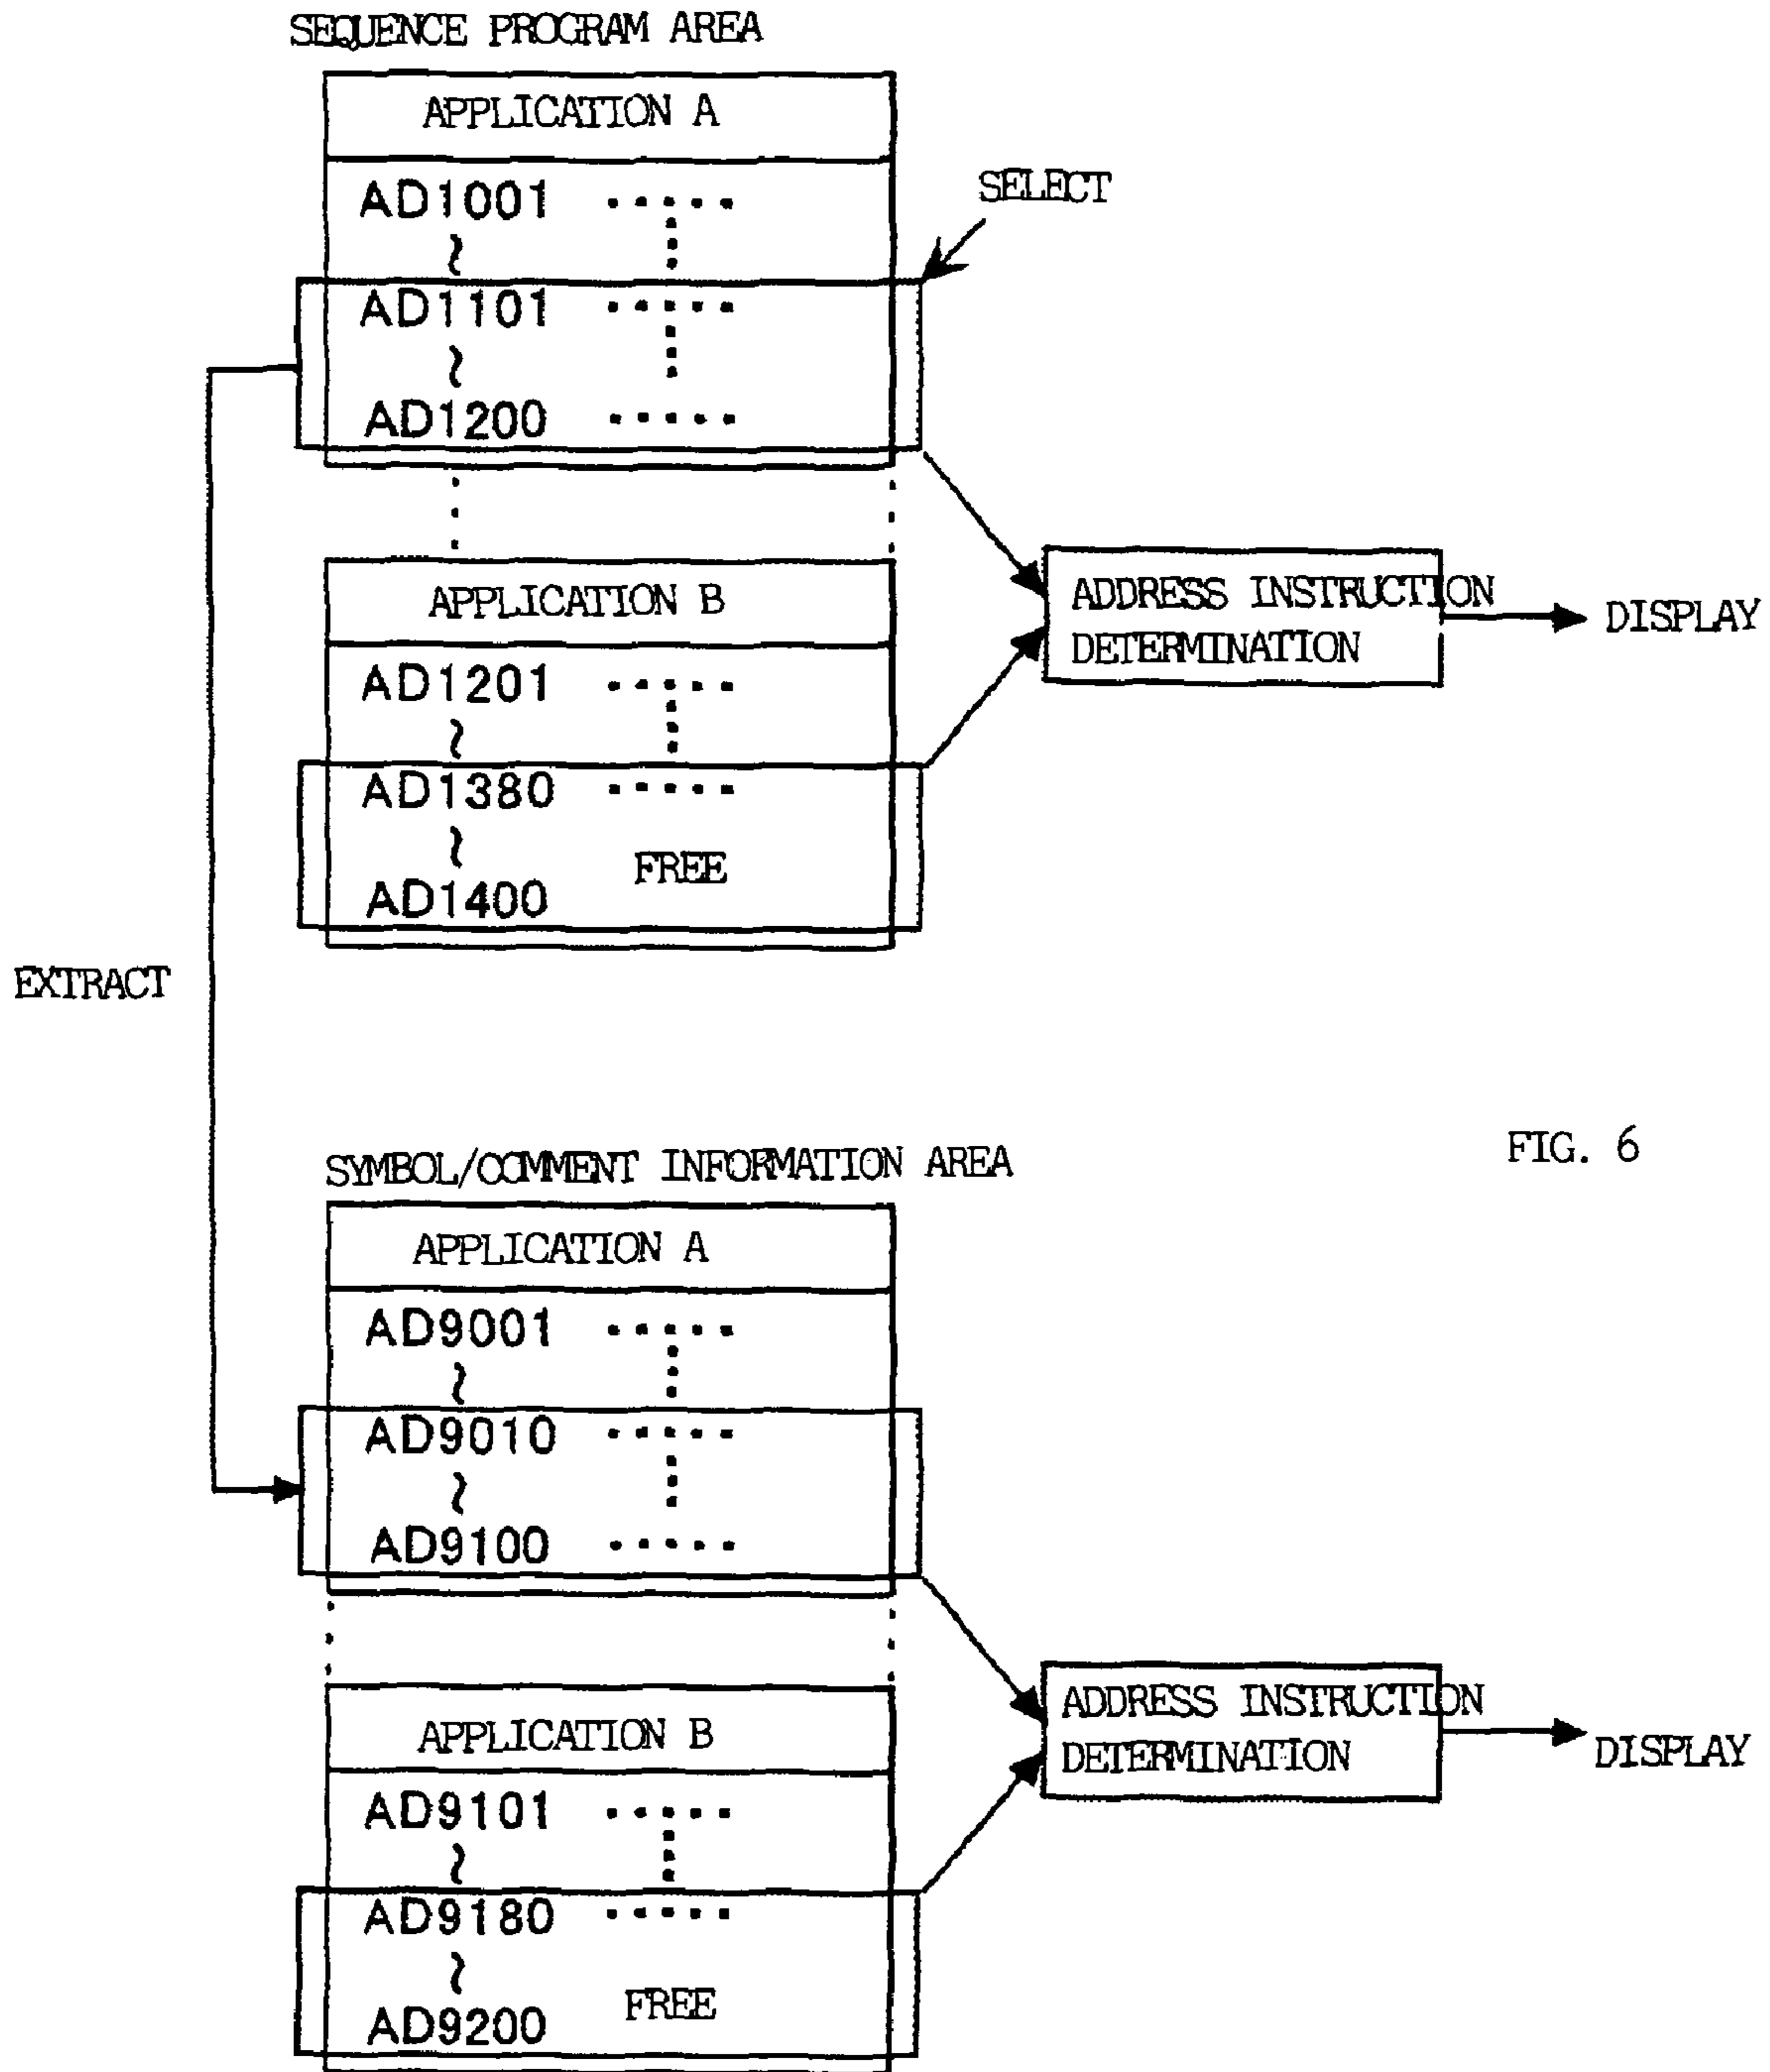 SEQUENCE PROGRAM AREA
APPLICATION A
AD1001 .....
~
SELECT
AD1101 .....
~
AD1200 .....
APPLICATION B
AD1201 .....
~
AD1380 .....
~
FREE
AD1400
ADDRESS INSTRUCTION
DETERMINATION
DISPLAY
EXTRACT
FIG. 6
SYMBOL/COMMENT INFORMATION AREA
APPLICATION A
AD9001 .....
~
AD9010 .....
~
AD9100 .....
APPLICATION B
AD9101 .....
~
AD9180 .....
~
FREE
AD9200
ADDRESS INSTRUCTION
DETERMINATION
DISPLAY